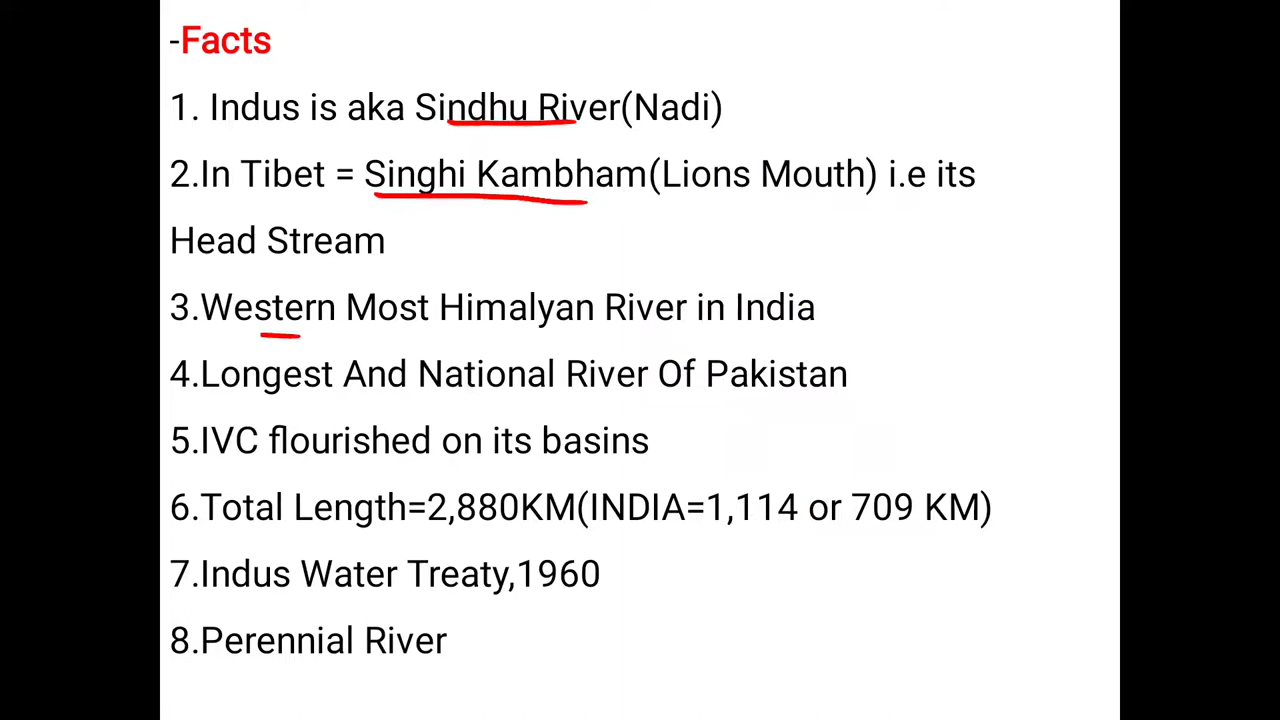 -Facts
1. Indus is aka Sindhu River(Nadi)
2.In Tibet = Singhi Kambham(Lions Mouth) i.e its
Head Stream
3.Western Most Himalyan River in India
4.Longest And National River Of Pakistan
5.IVC flourished on its basins
6.Total Length=2,880KM(INDIA=1,114 or 709 KM)
7.Indus Water Treaty,1960
8.Perennial River